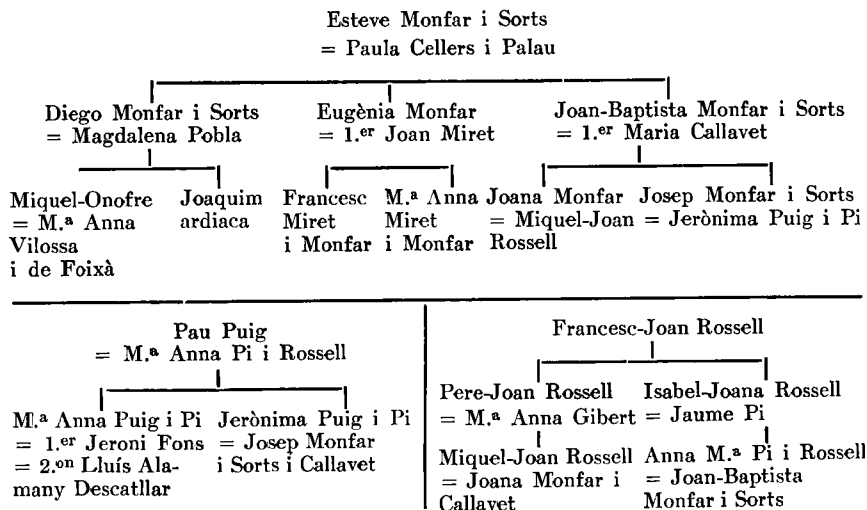 Esteve Monfar i Sorts
= Paula Cellers i Palau
Diego Monfar i Sorts
= Magdalena Pobla
Eugènia Monfar
= 1.er Joan Miret
Joan-Baptista Monfar i Sorts
= 1.er Maria Callavet
Miquel-Onofre
= M.ª Anna
Vilossa
i de Foixà
Joaquim
ardiaca
Francesc
Miret
i Monfar
M.ª Anna
Miret
i Monfar
Joana Monfar
= Miquel-Joan
Rossell
Josep Monfar i Sorts
= Jerònima Puig i Pi
Pau Puig
= M.ª Anna Pi i Rossell
M.ª Anna Puig i Pi
= 1.er Jeroni Fons
= 2.on Lluís Ala-
many Descatllar
Jerònima Puig i Pi
= Josep Monfar
i Sorts i Callavet
Francesc-Joan Rossell
Pere-Joan Rossell
= M.ª Anna Gibert
Isabel-Joana Rossell
= Jaume Pi
Miquel-Joan Rossell
= Joana Monfar i
Callavet
Anna M.ª Pi i Rossell
= Joan-Baptista
Monfar i Sorts